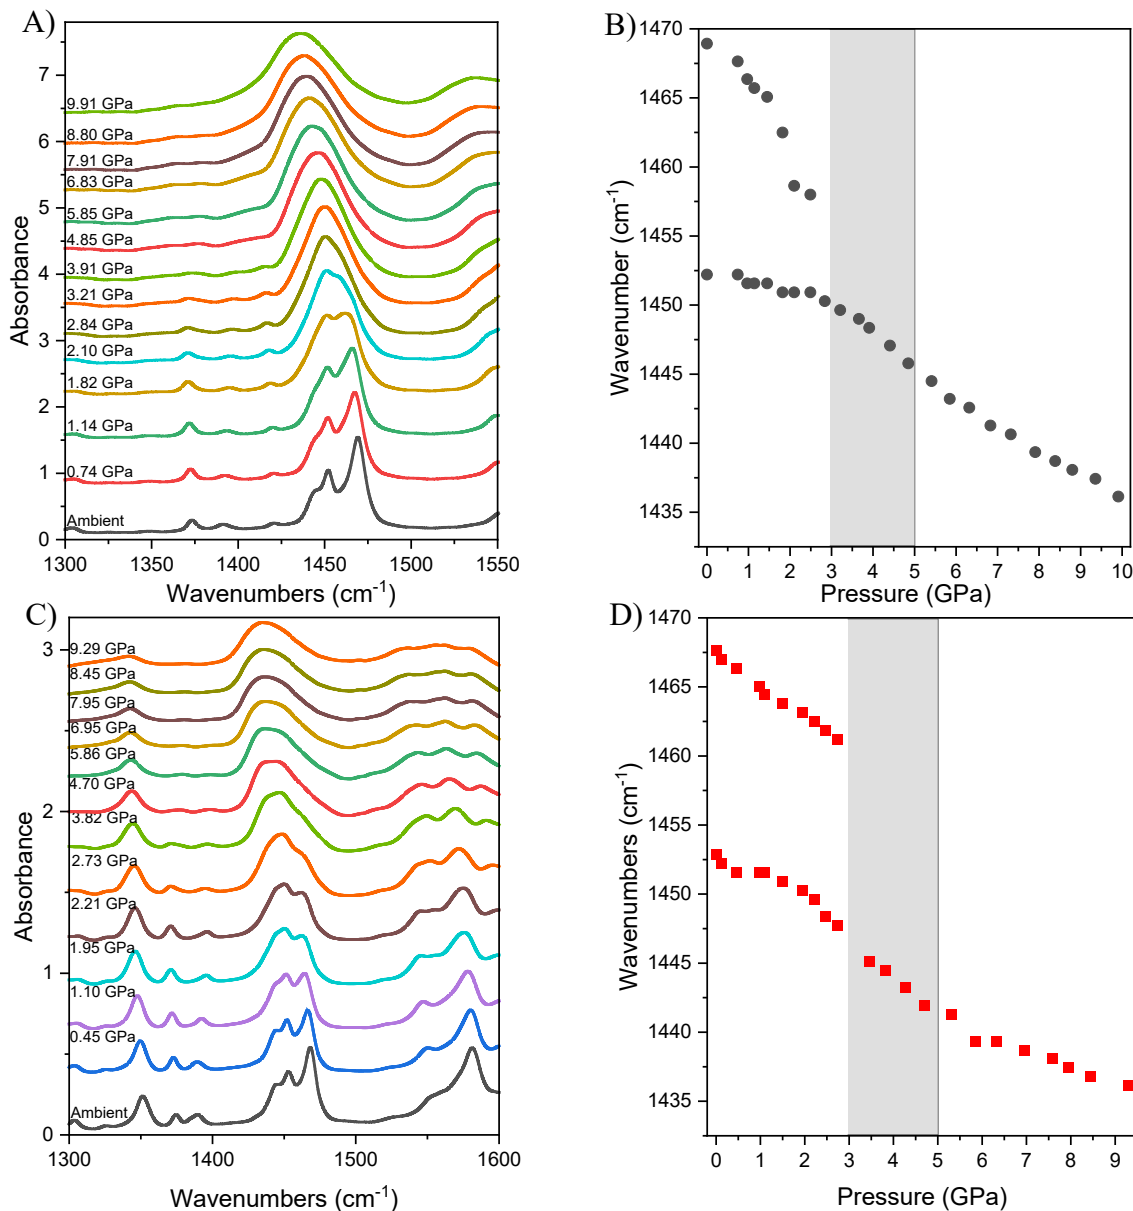 A)
Absorbance
7
6
5
4
3
2
1
0
9.91 GPa
8.80 GPa
7.91 GPa
6.83 GPa
5.85 GPa
4.85 GPa
3.91 GPa
3.21 GPa
2.84 GPa
2.10 GPa
1.82 GPa
1.14 GPa
0.74 GPa
Ambient
1300 1350 1400 1450 1500 1550
Wavenumbers (cm-1)
B)
Wavenumber (cm-1)
1470
1465
1460
1455
1450
1445
1440
1435
0 1 2 3 4 5 6 7 8 9 10
Pressure (GPa)
C)
Absorbance
3
2
1
0
9.29 GPa
8.45 GPa
7.95 GPa
6.95 GPa
5.86 GPa
4.70 GPa
3.82 GPa
2.73 GPa
2.21 GPa
1.95 GPa
1.10 GPa
0.45 GPa
Ambient
1300 1400 1500 1600
Wavenumbers (cm-1)
D)
Wavenumbers (cm-1)
1470
1465
1460
1455
1450
1445
1440
1435
0 1 2 3 4 5 6 7 8 9
Pressure (GPa)